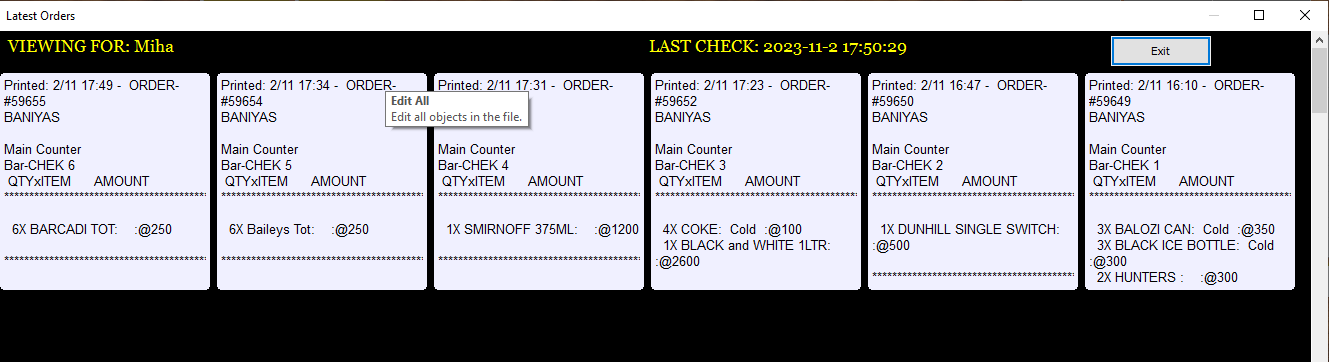 Latest Orders
VIEWING FOR: Miha
LAST CHECK: 2023-11-2 17:50:29
Exit
Printed: 2/11 17:49 -  ORDER-
#59655
BANIYAS
Main Counter
Bar-CHEK 6
QTYxITEM      AMOUNT
6X BARCADI TOT:    :@250
Printed: 2/11 17:34 -  ORDER-
#59654
BANIYAS
Main Counter
Bar-CHEK 5
QTYxITEM      AMOUNT
6X Baileys Tot:    :@250
Edit All
Edit all objects in the file.
Printed: 2/11 17:31 -  ORDER-
Main Counter
Bar-CHEK 4
QTYxITEM      AMOUNT
1X SMIRNOFF 375ML:    :@1200
Printed: 2/11 17:23 -  ORDER-
#59652
BANIYAS
Main Counter
Bar-CHEK 3
QTYxITEM      AMOUNT
4X COKE:  Cold  :@100
1X BLACK and WHITE 1LTR:
:@2600
Printed: 2/11 16:47 -  ORDER-
#59650
BANIYAS
Main Counter
Bar-CHEK 2
QTYxITEM      AMOUNT
1X DUNHILL SINGLE SWITCH:
:@500
Printed: 2/11 16:10 -  ORDER-
#59649
BANIYAS
Main Counter
Bar-CHEK 1
QTYxITEM      AMOUNT
3X BALOZI CAN:  Cold  :@350
3X BLACK ICE BOTTLE:  Cold
:@300
2X HUNTERS :    :@300